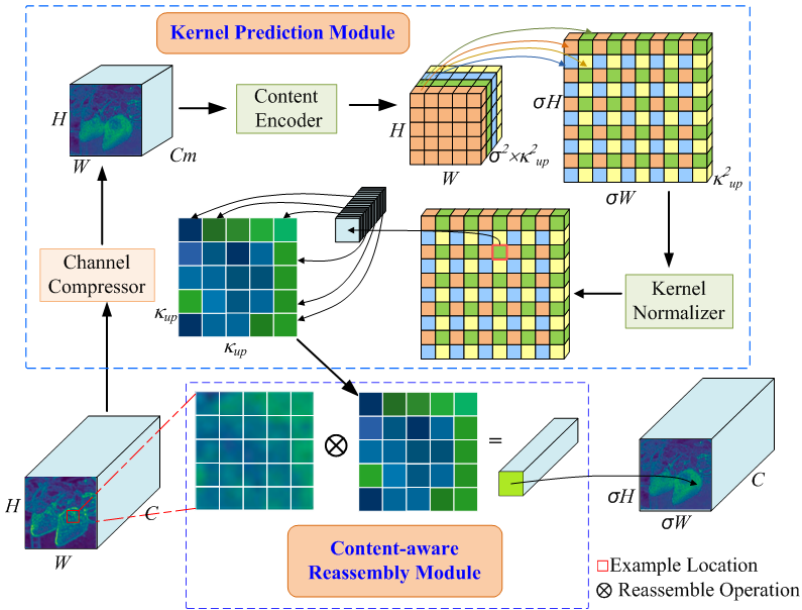 Kernel Prediction Module
H
W
Cm
Content
Encoder
H
W
σ² × κ²up
σH
σW
κ²up
Channel
Compressor
κup
κup
Kernel
Normalizer
H
W
C
⊗
=
σH
σW
C
Content-aware
Reassembly Module
Example Location
⊗ Reassemble Operation